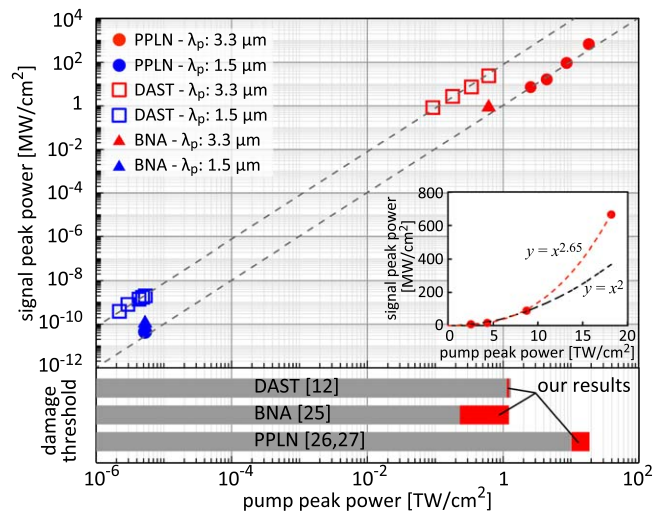 10^4
10^2
1
10^-2
10^-4
10^-6
10^-8
10^-10
10^-12
signal peak power [MW/cm^2]
PPLN - λp: 3.3 μm
PPLN - λp: 1.5 μm
DAST - λp: 3.3 μm
DAST - λp: 1.5 μm
BNA - λp: 3.3 μm
BNA - λp: 1.5 μm
800
600
400
200
0
signal peak power
[MW/cm^2]
y = x^2.65
y = x^2
0 5 10 15 20
pump peak power [TW/cm^2]
damage
threshold
DAST [12]
BNA [25]
PPLN [26,27]
our results
10^-6 10^-4 10^-2 1 10^2
pump peak power [TW/cm^2]